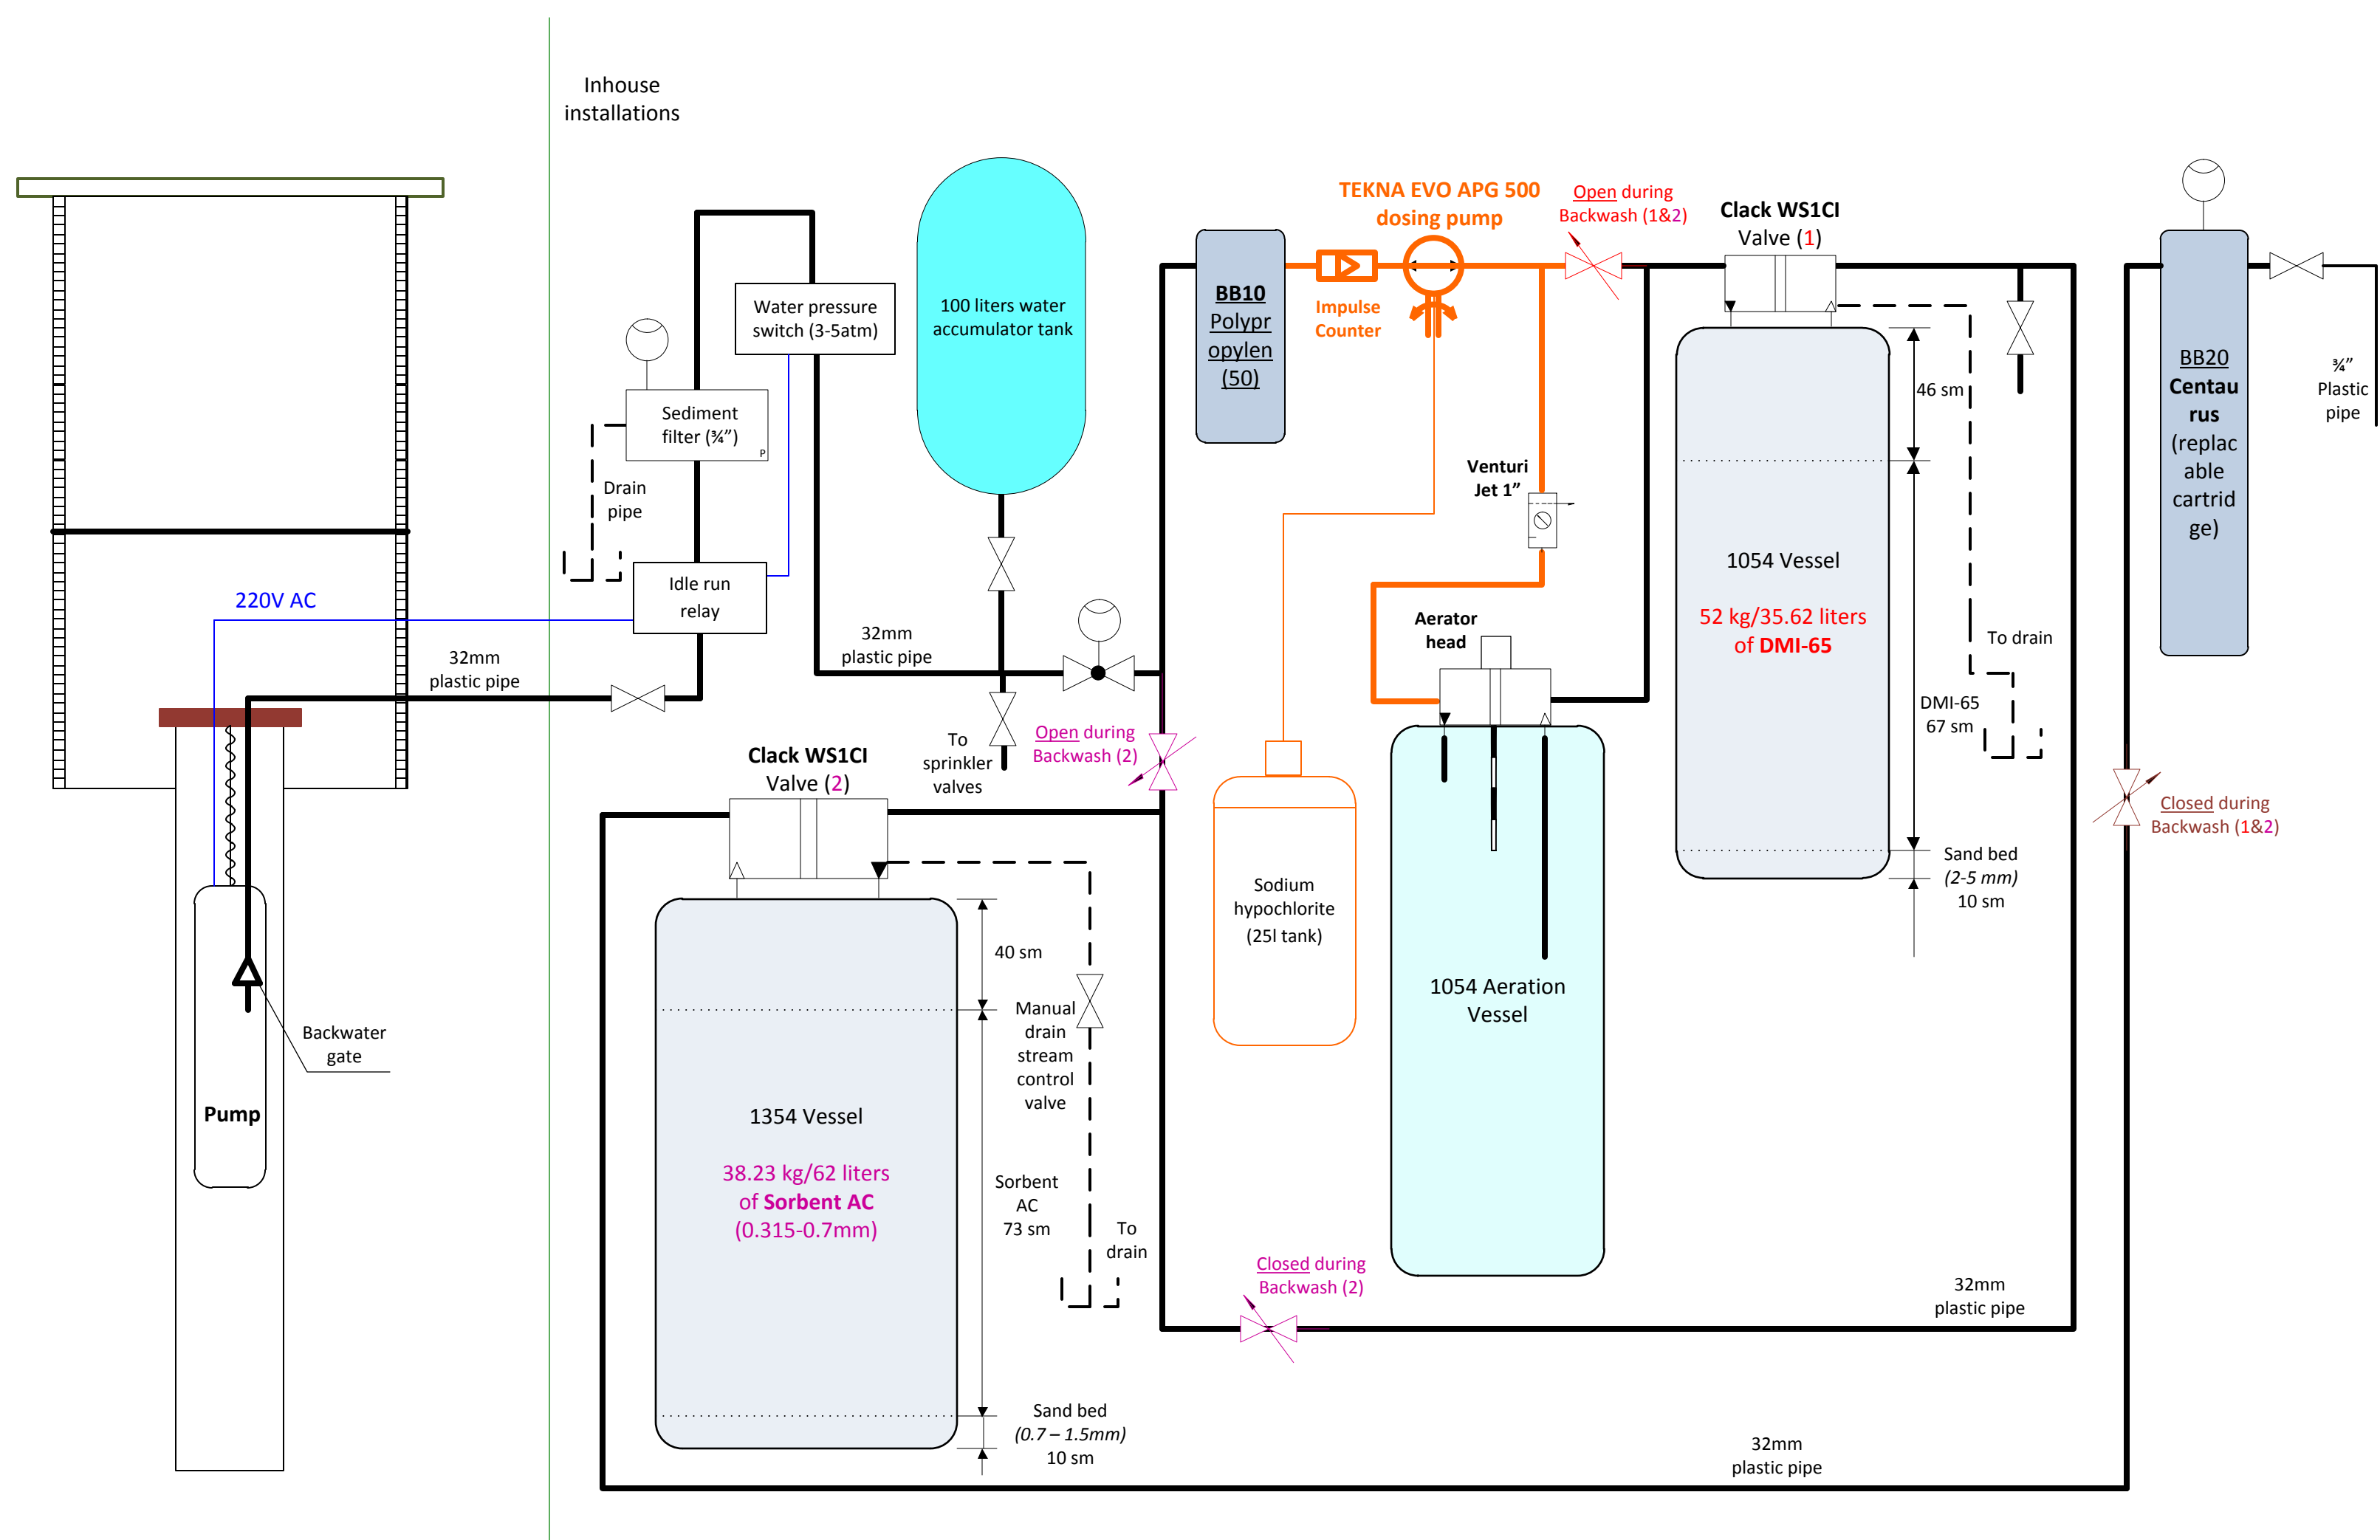 Inhouse
installations
220V AC
32mm
plastic pipe
Backwater
gate
Pump
Drain
pipe
Sediment
filter (¾”)
P
Idle run
relay
Water pressure
switch (3-5atm)
100 liters water
accumulator tank
32mm
plastic pipe
To
sprinkler
valves
Open during
Backwash (2)
Clack WS1CI
Valve (2)
1354 Vessel
38.23 kg/62 liters
of Sorbent AC
(0.315-0.7mm)
40 sm
Sorbent
AC
73 sm
Sand bed
(0.7 – 1.5mm)
10 sm
Manual
drain
stream
control
valve
To
drain
BB10
Polypr
opylen
(50)
Impulse
Counter
TEKNA EVO APG 500
dosing pump
Open during
Backwash (1&2)
Venturi
Jet 1”
Aerator
head
Sodium
hypochlorite
(25l tank)
1054 Aeration
Vessel
Closed during
Backwash (2)
Clack WS1CI
Valve (1)
1054 Vessel
52 kg/35.62 liters
of DMI-65
46 sm
DMI-65
67 sm
Sand bed
(2-5 mm)
10 sm
To drain
32mm
plastic pipe
32mm
plastic pipe
Closed during
Backwash (1&2)
BB20
Centau
rus
(replac
able
cartrid
ge)
¾”
Plastic
pipe